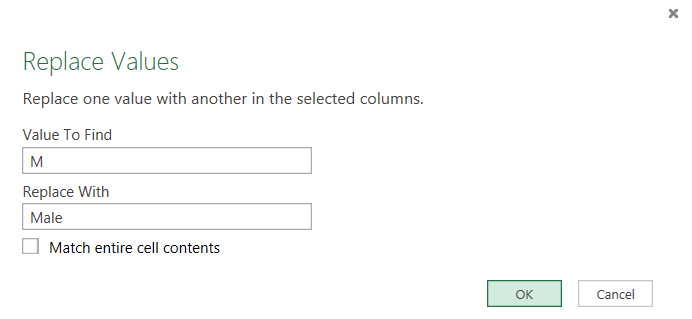 Replace Values
Replace one value with another in the selected columns.
Value To Find
M
Replace With
Male
Match entire cell contents
OK Cancel